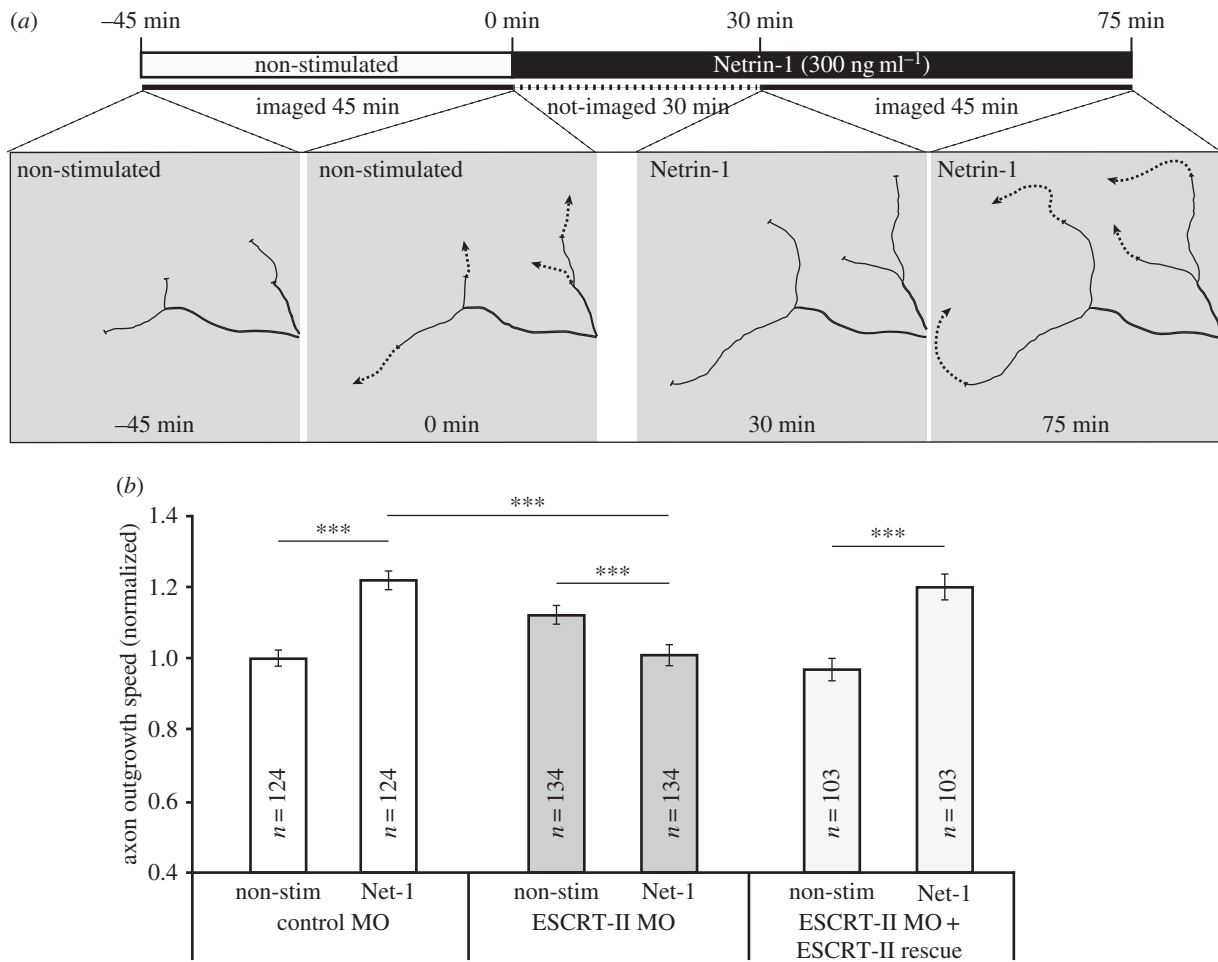 (a)
–45 min 0 min 30 min 75 min
non-stimulated Netrin-1 (300 ng ml⁻¹)
imaged 45 min not-imaged 30 min imaged 45 min
non-stimulated non-stimulated Netrin-1 Netrin-1
–45 min 0 min 30 min 75 min
(b)
axon outgrowth speed (normalized)
1.4
1.2
1.0
0.8
0.6
0.4
*** *** *** ***
n = 124 n = 124 n = 134 n = 134 n = 103 n = 103
non-stim Net-1 non-stim Net-1 non-stim Net-1
control MO ESCRT-II MO ESCRT-II MO +
ESCRT-II rescue